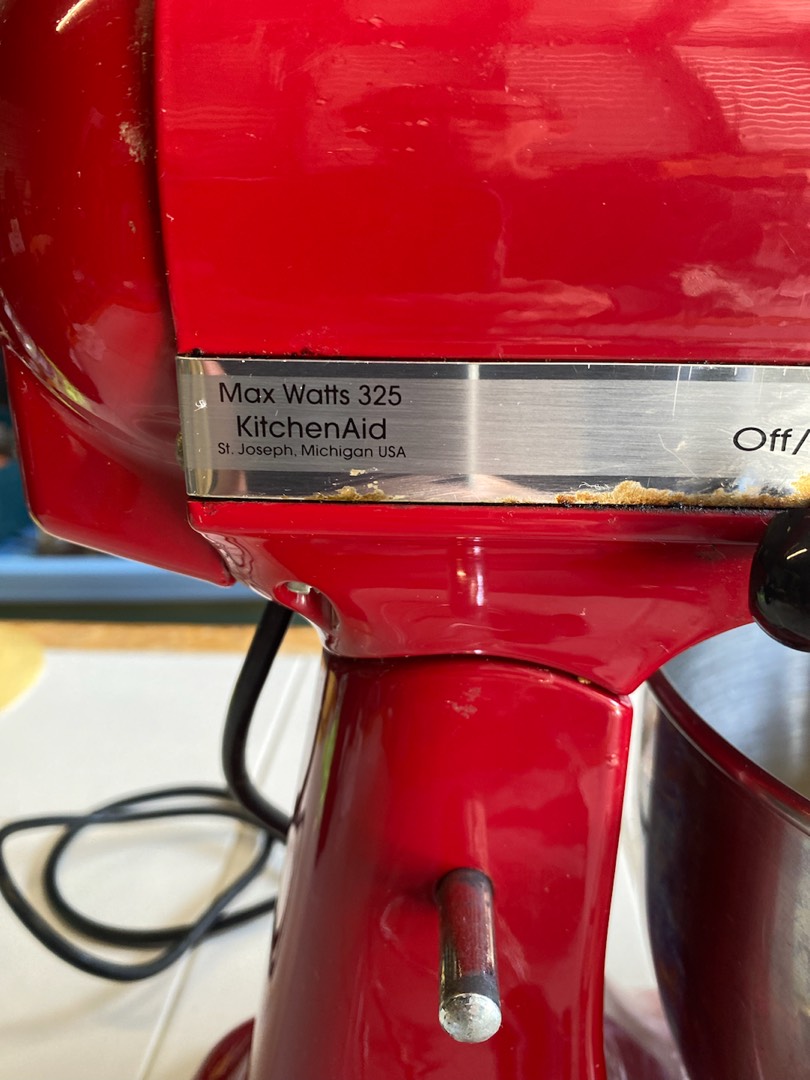 Max Watts 325
KitchenAid
St. Joseph, Michigan USA
Off/